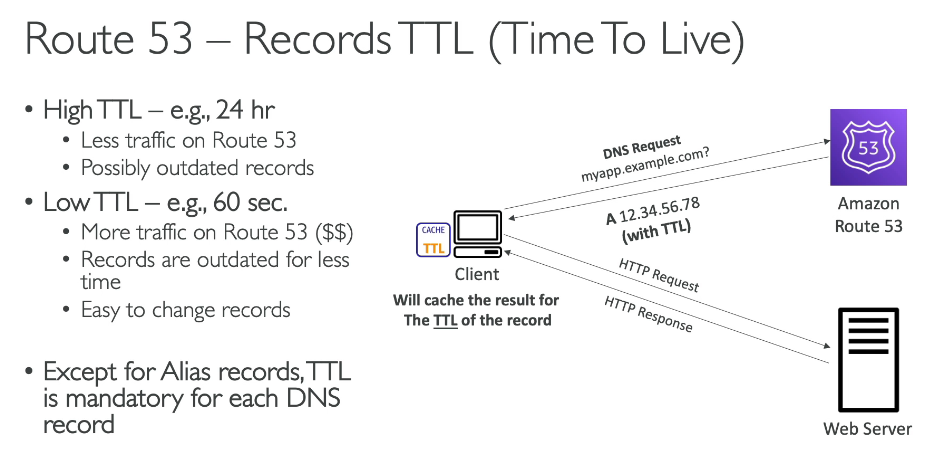 Route 53 – Records TTL (Time To Live)
• High TTL – e.g., 24 hr
• Less traffic on Route 53
• Possibly outdated records
• Low TTL – e.g., 60 sec.
• More traffic on Route 53 ($$)
• Records are outdated for less
time
• Easy to change records
• Except for Alias records, TTL
is mandatory for each DNS
record
DNS Request
myapp.example.com?
53
Amazon
Route 53
A 12.34.56.78
(with TTL)
CACHE
TTL
Client
Will cache the result for
The TTL of the record
HTTP Request
HTTP Response
Web Server